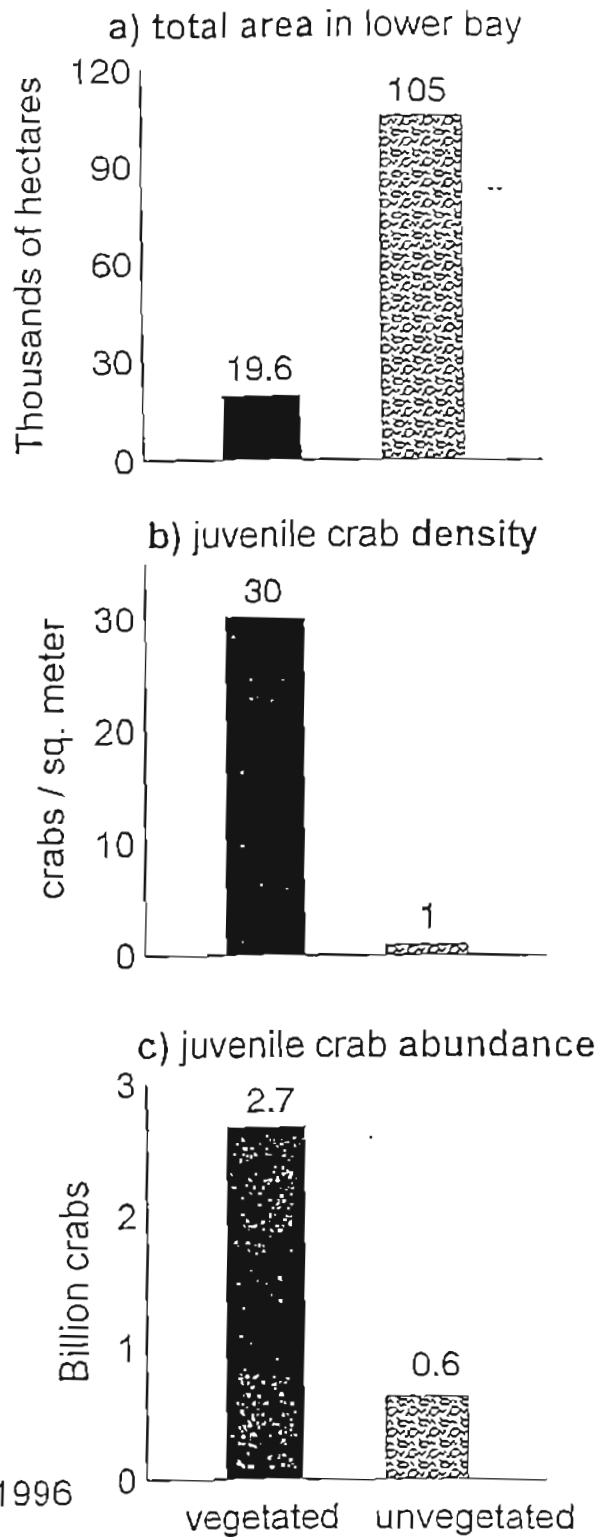 a) total area in lower bay
Thousands of hectares
120
90
60
30
0
19.6
105
b) juvenile crab density
crabs / sq. meter
30
20
10
0
30
1
c) juvenile crab abundance
Billion crabs
3
2
1
0
2.7
0.6
1996
vegetated unvegetated